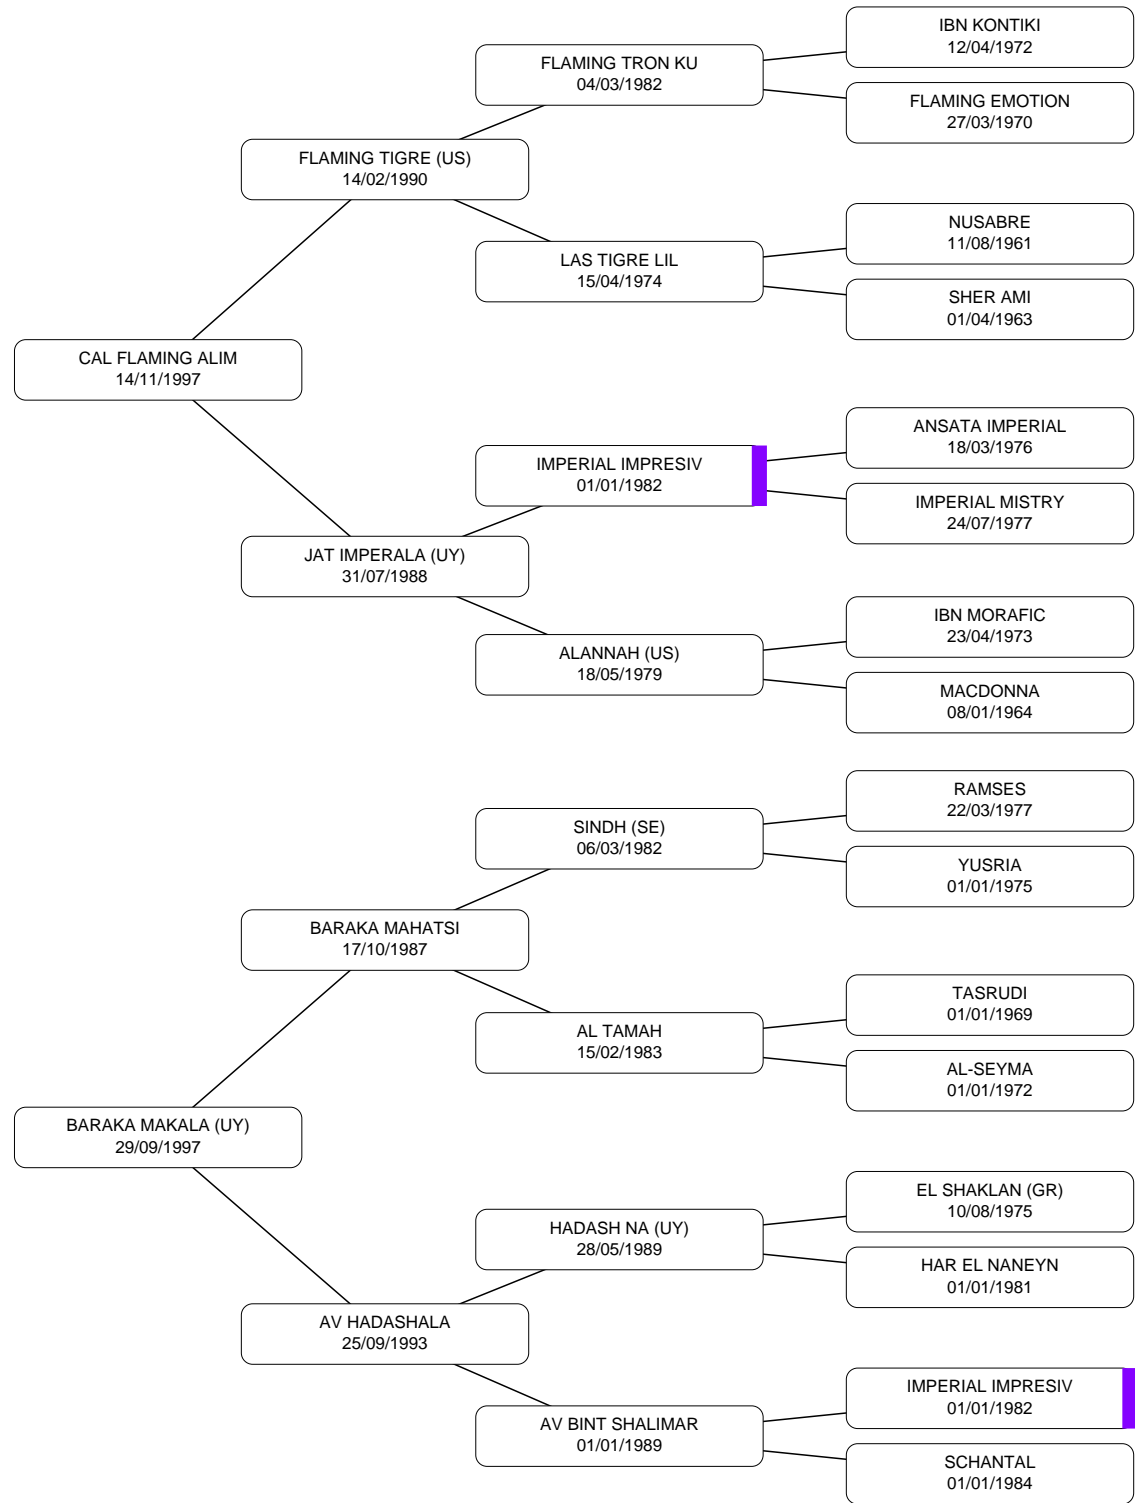 IBN KONTIKI
12/04/1972
FLAMING TRON KU
04/03/1982
FLAMING EMOTION
27/03/1970
FLAMING TIGRE (US)
14/02/1990
NUSABRE
11/08/1961
LAS TIGRE LIL
15/04/1974
SHER AMI
01/04/1963
CAL FLAMING ALIM
14/11/1997
ANSATA IMPERIAL
18/03/1976
IMPERIAL IMPRESIV
01/01/1982
IMPERIAL MISTRY
24/07/1977
JAT IMPERALA (UY)
31/07/1988
IBN MORAFIC
23/04/1973
ALANNAH (US)
18/05/1979
MACDONNA
08/01/1964
RAMSES
22/03/1977
SINDH (SE)
06/03/1982
YUSRIA
01/01/1975
BARAKA MAHATSI
17/10/1987
TASRUDI
01/01/1969
AL TAMAH
15/02/1983
AL-SEYMA
01/01/1972
BARAKA MAKALA (UY)
29/09/1997
EL SHAKLAN (GR)
10/08/1975
HADASH NA (UY)
28/05/1989
HAR EL NANEYN
01/01/1981
AV HADASHALA
25/09/1993
IMPERIAL IMPRESIV
01/01/1982
AV BINT SHALIMAR
01/01/1989
SCHANTAL
01/01/1984